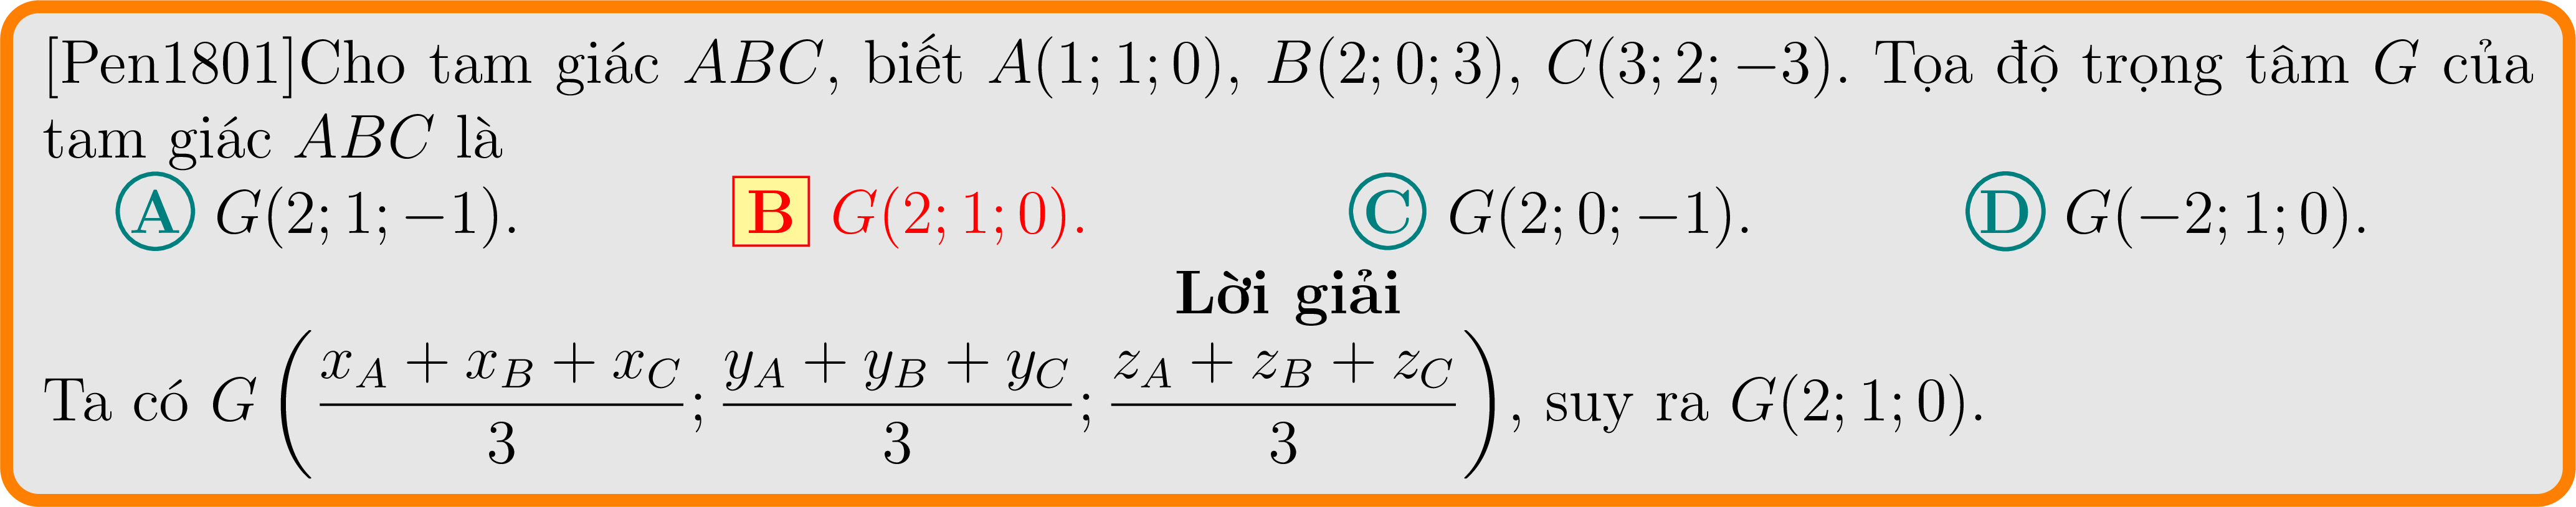 [Pen1801]Cho tam giác $ABC$, biết $A(1;1;0)$, $B(2;0;3)$, $C(3;2;-3)$. Tọa độ trọng tâm $G$ của
tam giác $ABC$ là
A $G(2;1;-1)$. B $G(2;1;0)$. C $G(2;0;-1)$. D $G(-2;1;0)$.
Lời giải
Ta có $G\left(\dfrac{x_A+x_B+x_C}{3};\dfrac{y_A+y_B+y_C}{3};\dfrac{z_A+z_B+z_C}{3}\right)$, suy ra $G(2;1;0)$.